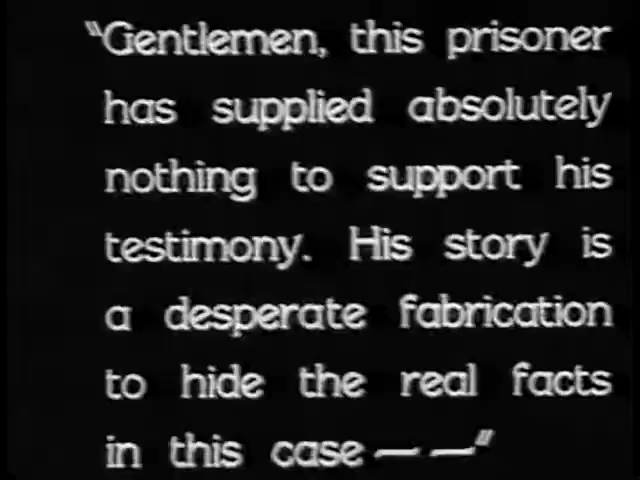 “Gentlemen, this prisoner
has supplied absolutely
nothing to support his
testimony. His story is
a desperate fabrication
to hide the real facts
in this case — —”